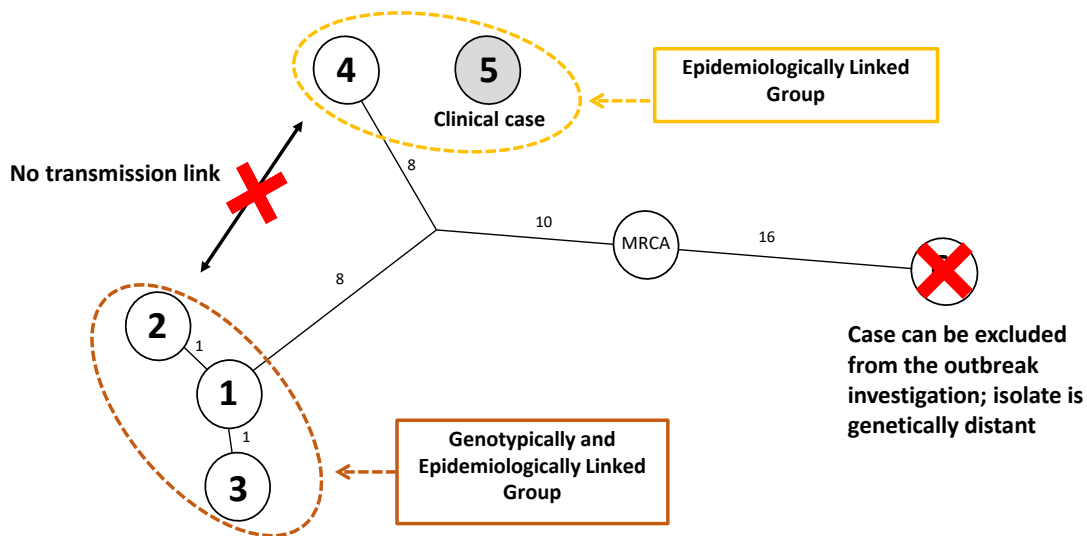 4
5
Clinical case
Epidemiologically Linked
Group
No transmission link
8
10
MRCA
16
8
2
1
1
1
3
Case can be excluded
from the outbreak
investigation; isolate is
genetically distant
Genotypically and
Epidemiologically Linked
Group